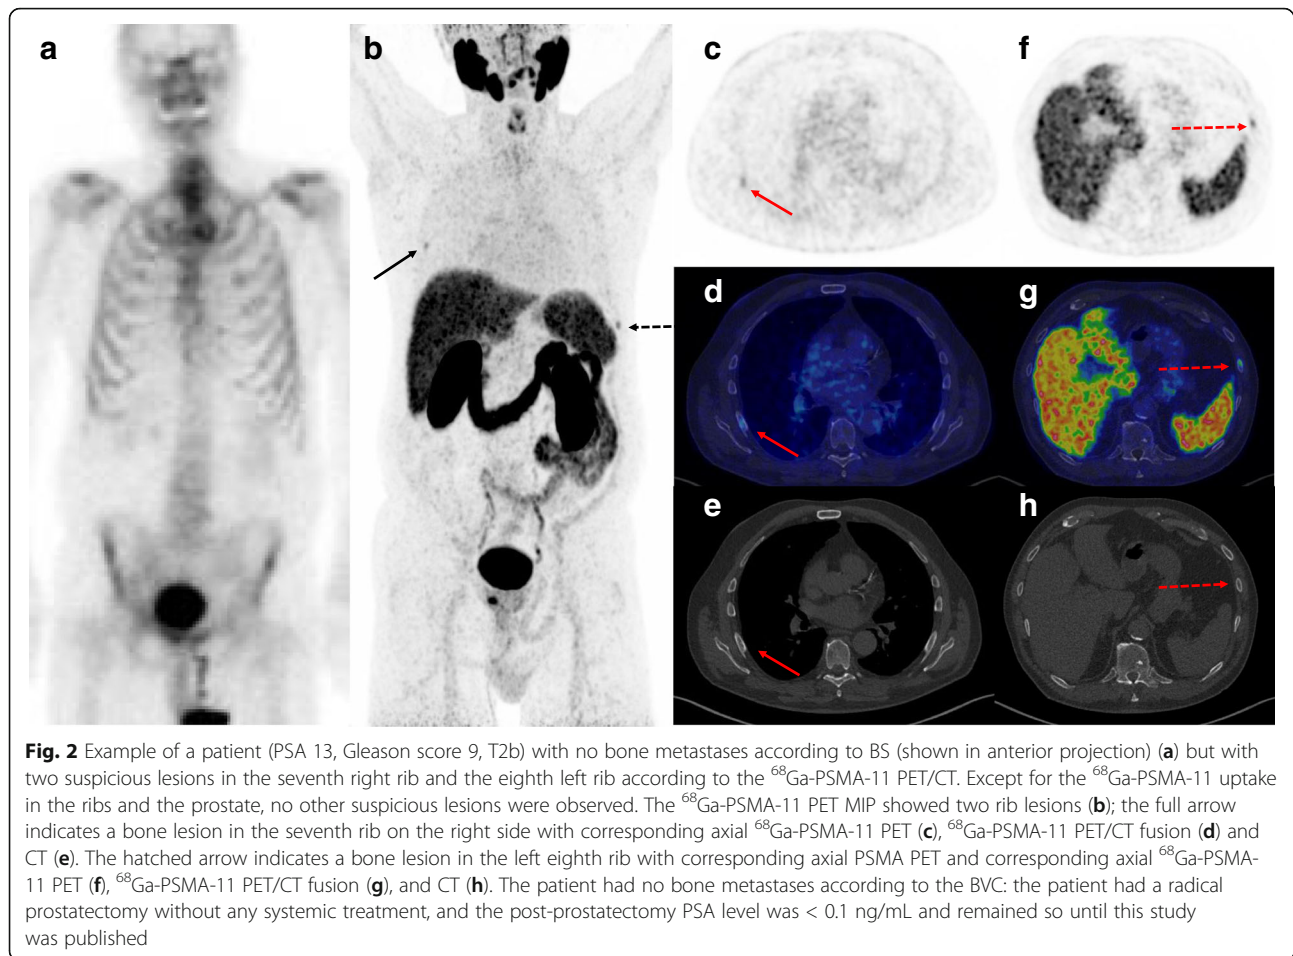 a
b
c
f
d
g
e
h
Fig. 2 Example of a patient (PSA 13, Gleason score 9, T2b) with no bone metastases according to BS (shown in anterior projection) (a) but with
two suspicious lesions in the seventh right rib and the eighth left rib according to the ⁶⁸Ga-PSMA-11 PET/CT. Except for the ⁶⁸Ga-PSMA-11 uptake
in the ribs and the prostate, no other suspicious lesions were observed. The ⁶⁸Ga-PSMA-11 PET MIP showed two rib lesions (b); the full arrow
indicates a bone lesion in the seventh rib on the right side with corresponding axial ⁶⁸Ga-PSMA-11 PET (c), ⁶⁸Ga-PSMA-11 PET/CT fusion (d) and
CT (e). The hatched arrow indicates a bone lesion in the left eighth rib with corresponding axial PSMA PET and corresponding axial ⁶⁸Ga-PSMA-
11 PET (f), ⁶⁸Ga-PSMA-11 PET/CT fusion (g), and CT (h). The patient had no bone metastases according to the BVC: the patient had a radical
prostatectomy without any systemic treatment, and the post-prostatectomy PSA level was < 0.1 ng/mL and remained so until this study
was published